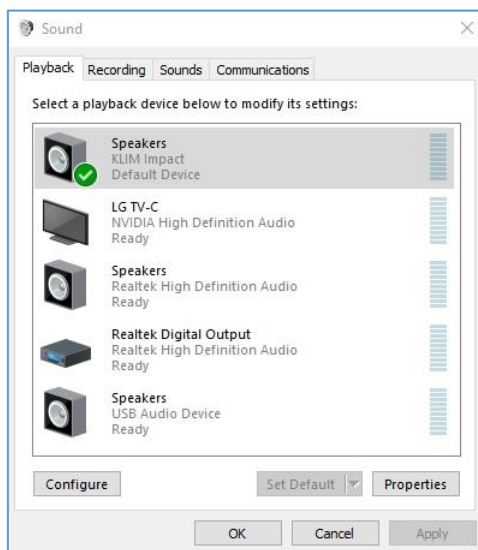 Sound
Playback Recording Sounds Communications
Select a playback device below to modify its settings:
Speakers
KLIM Impact
Default Device
LG TV-C
NVIDIA High Definition Audio
Ready
Speakers
Realtek High Definition Audio
Ready
Realtek Digital Output
Realtek High Definition Audio
Ready
Speakers
USB Audio Device
Ready
Configure Set Default Properties
OK Cancel Apply